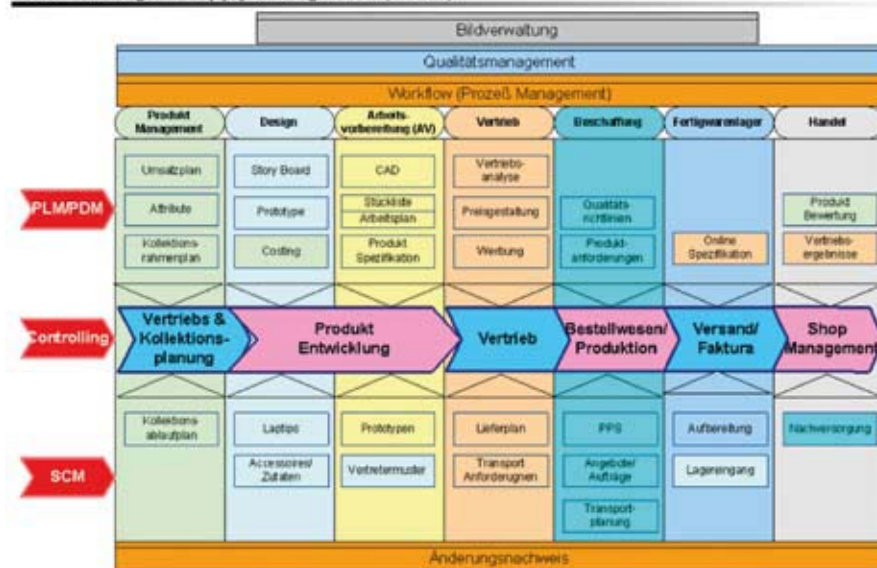 Bildverwaltung
Qualitätsmanagement
Workflow (Prozeß Management)
Produkt
Management
Design
Arbeits-
vorbereitung (AV)
Vertrieb
Beschaffung
Fertigwarenlager
Handel
PLM/PDM
Umsatzplan
Story Board
CAD
Vertriebs-
analyse
Attribute
Prototype
Stückliste
Arbeitsplan
Preisgestaltung
Qualitäts-
richtlinien
Produkt
Bewertung
Kollektions-
rahmenplan
Costing
Produkt
Spezifikation
Werbung
Produkt-
anforderungen
Online
Spezifikation
Vertriebs-
ergebnisse
Controlling
Vertriebs &
Kollektions-
planung
Produkt
Entwicklung
Vertrieb
Bestellwesen/
Produktion
Versand/
Faktura
Shop
Management
SCM
Kollektions-
ablaufplan
Laptips
Prototypen
Lieferplan
PPS
Aufbereitung
Nachversorgung
Accessoires/
Zutaten
Vertretermuster
Transport
Anforderugnen
Angebote/
Aufträge
Lagereingang
Transport-
planung
Änderungsnachweis